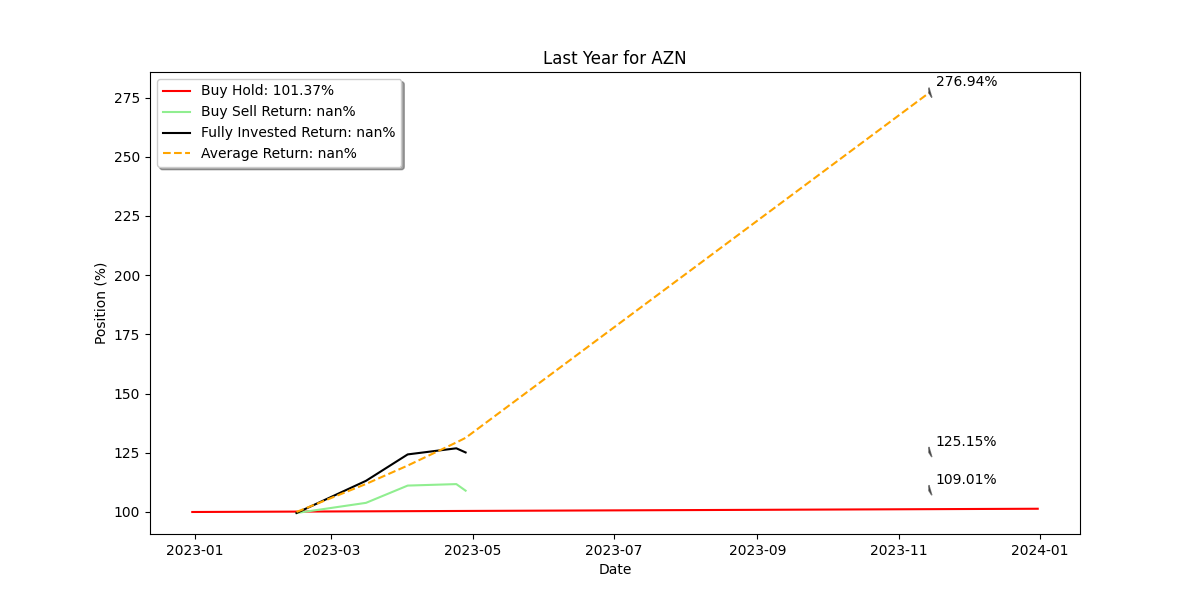 Last Year for AZN
Buy Hold: 101.37%
Buy Sell Return: nan%
Fully Invested Return: nan%
Average Return: nan%
276.94%
125.15%
109.01%
Position (%)
275
250
225
200
175
150
125
100
2023-01 2023-03 2023-05 2023-07 2023-09 2023-11 2024-01
Date